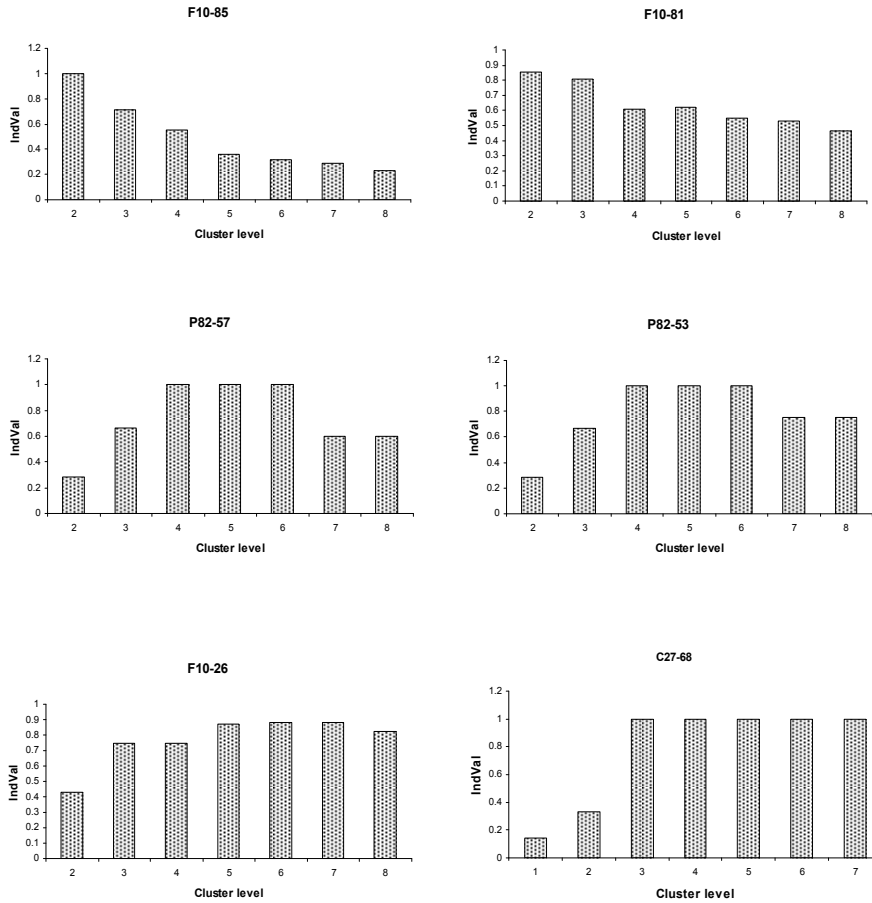 F10-85
1.2
1
0.8
0.6
0.4
0.2
0
IndVal
2 3 4 5 6 7 8
Cluster level
F10-81
1
0.9
0.8
0.7
0.6
0.5
0.4
0.3
0.2
0.1
0
IndVal
2 3 4 5 6 7 8
Cluster level
P82-57
1.2
1
0.8
0.6
0.4
0.2
0
IndVal
2 3 4 5 6 7 8
Cluster level
P82-53
1.2
1
0.8
0.6
0.4
0.2
0
IndVal
2 3 4 5 6 7 8
Cluster level
F10-26
1
0.9
0.8
0.7
0.6
0.5
0.4
0.3
0.2
0.1
0
IndVal
2 3 4 5 6 7 8
Cluster level
C27-68
1.2
1
0.8
0.6
0.4
0.2
0
IndVal
1 2 3 4 5 6 7
Cluster level